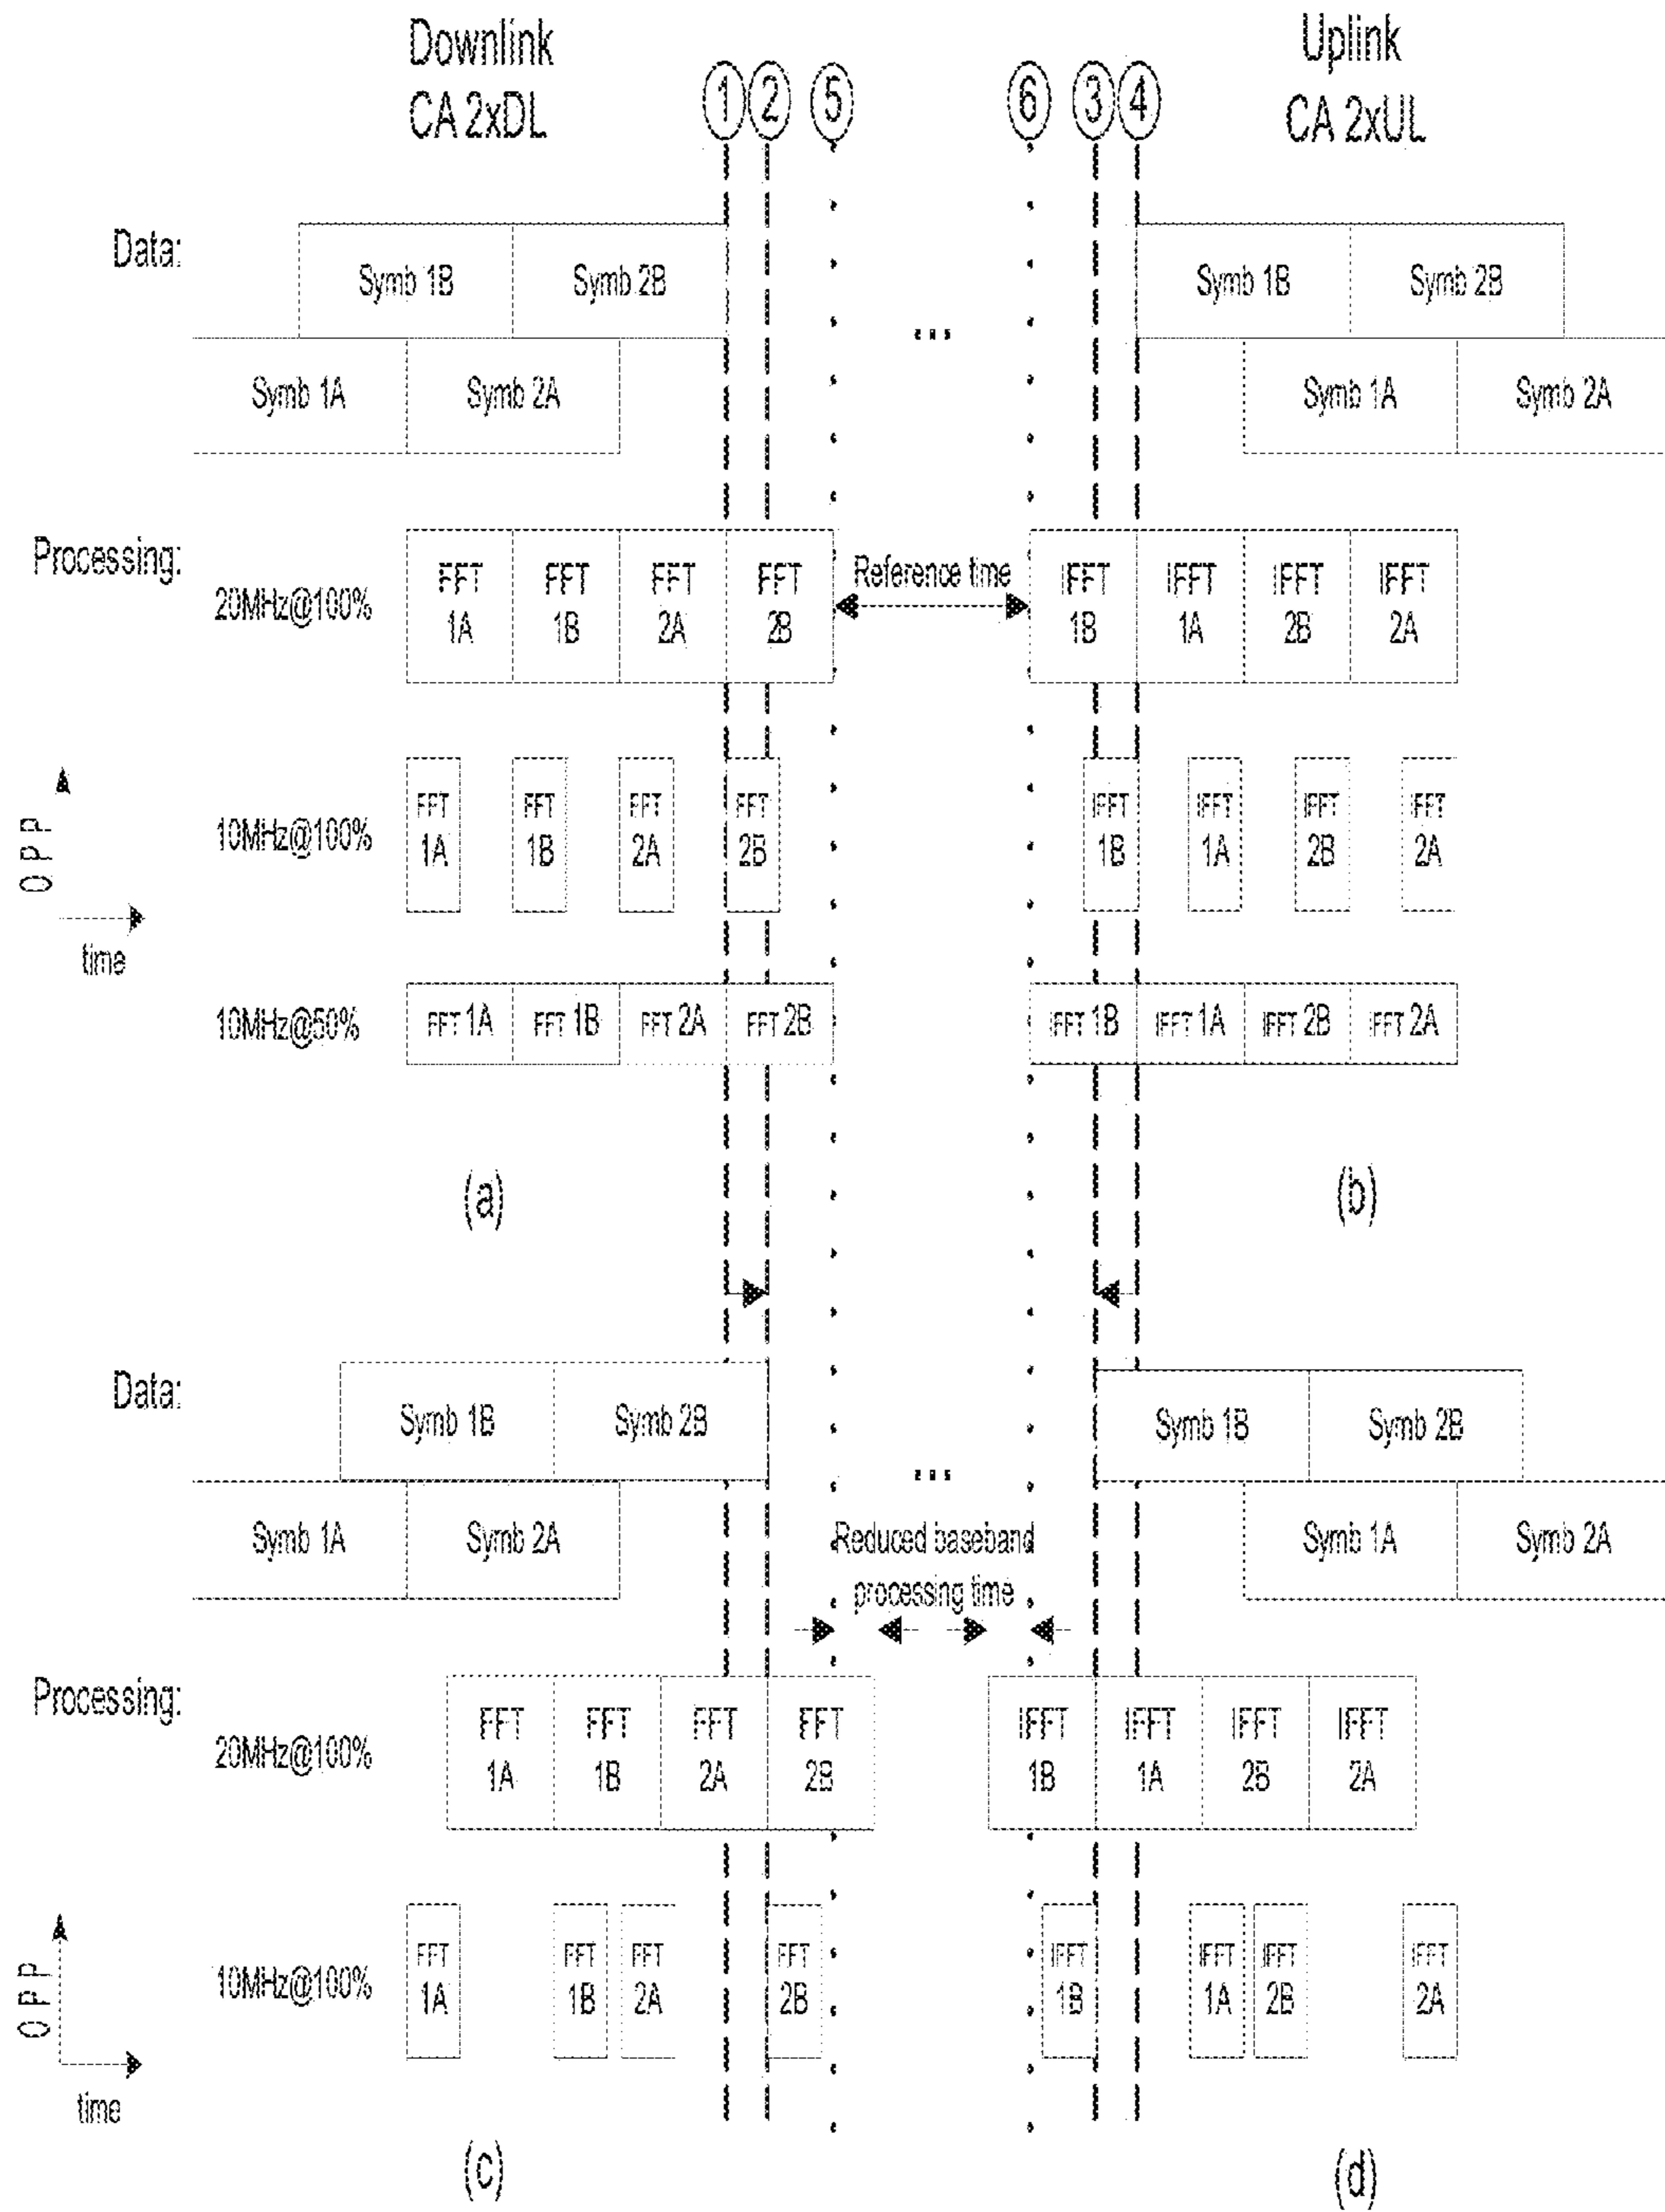 Downlink
CA 2xDL
1 2 5 6 3 4
Uplink
CA 2xUL
Data:
Symb 1B Symb 2B
... 
Symb 1B Symb 2B
Symb 1A Symb 2A
Symb 1A Symb 2A
Processing:
20MHz@100%
FFT 1A
FFT 1B
FFT 2A
FFT 2B
Reference time
IFFT 1B
IFFT 1A
IFFT 2B
IFFT 2A
OPP
time
10MHz@100%
FFT 1A
FFT 1B
FFT 2A
FFT 2B
IFFT 1B
IFFT 1A
IFFT 2B
IFFT 2A
10MHz@50%
FFT 1A FFT 1B FFT 2A FFT 2B
IFFT 1B IFFT 1A IFFT 2B IFFT 2A
(a)
(b)
Data:
Symb 1B Symb 2B
...
Symb 1B Symb 2B
Symb 1A Symb 2A
Reduced baseband
processing time
Symb 1A Symb 2A
Processing:
20MHz@100%
FFT 1A
FFT 1B
FFT 2A
FFT 2B
IFFT 1B
IFFT 1A
IFFT 2B
IFFT 2A
OPP
time
10MHz@100%
FFT 1A
FFT 1B
FFT 2A
FFT 2B
IFFT 1B
IFFT 1A
IFFT 2B
IFFT 2A
(c)
(d)